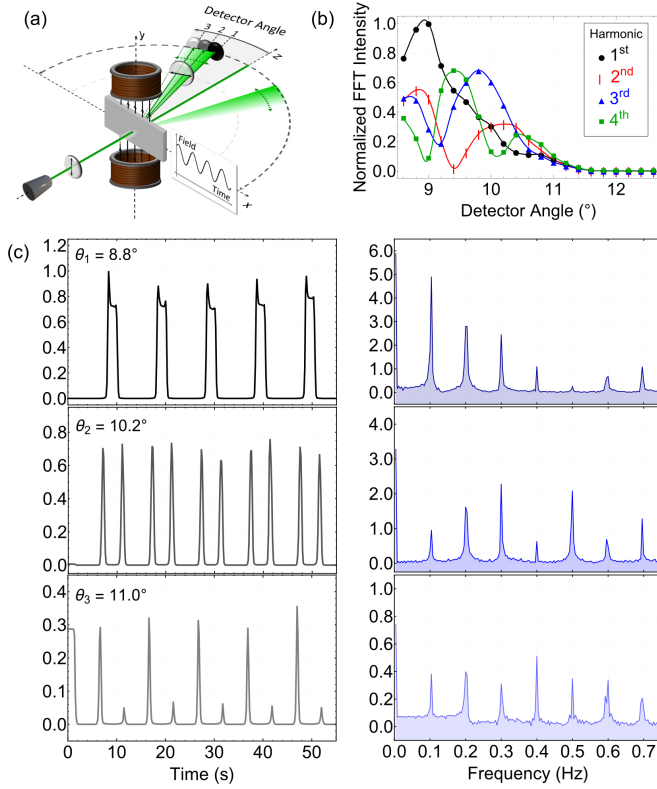 (a)
y
Detector Angle
3
2
1
z
Field
Time
x
(b)
Normalized FFT Intensity
1.0
0.8
0.6
0.4
0.2
0.0
Harmonic
1st
2nd
3rd
4th
9
10
11
12
Detector Angle (°)
(c)
θ1 = 8.8°
1.2
1.0
0.8
0.6
0.4
0.2
0.0
6.0
5.0
4.0
3.0
2.0
1.0
0.0
θ2 = 10.2°
0.8
0.6
0.4
0.2
0.0
4.0
3.0
2.0
1.0
0.0
θ3 = 11.0°
0.4
0.3
0.2
0.1
0.0
1.0
0.8
0.6
0.4
0.2
0.0
0 10 20 30 40 50
Time (s)
0.0 0.1 0.2 0.3 0.4 0.5 0.6 0.7
Frequency (Hz)